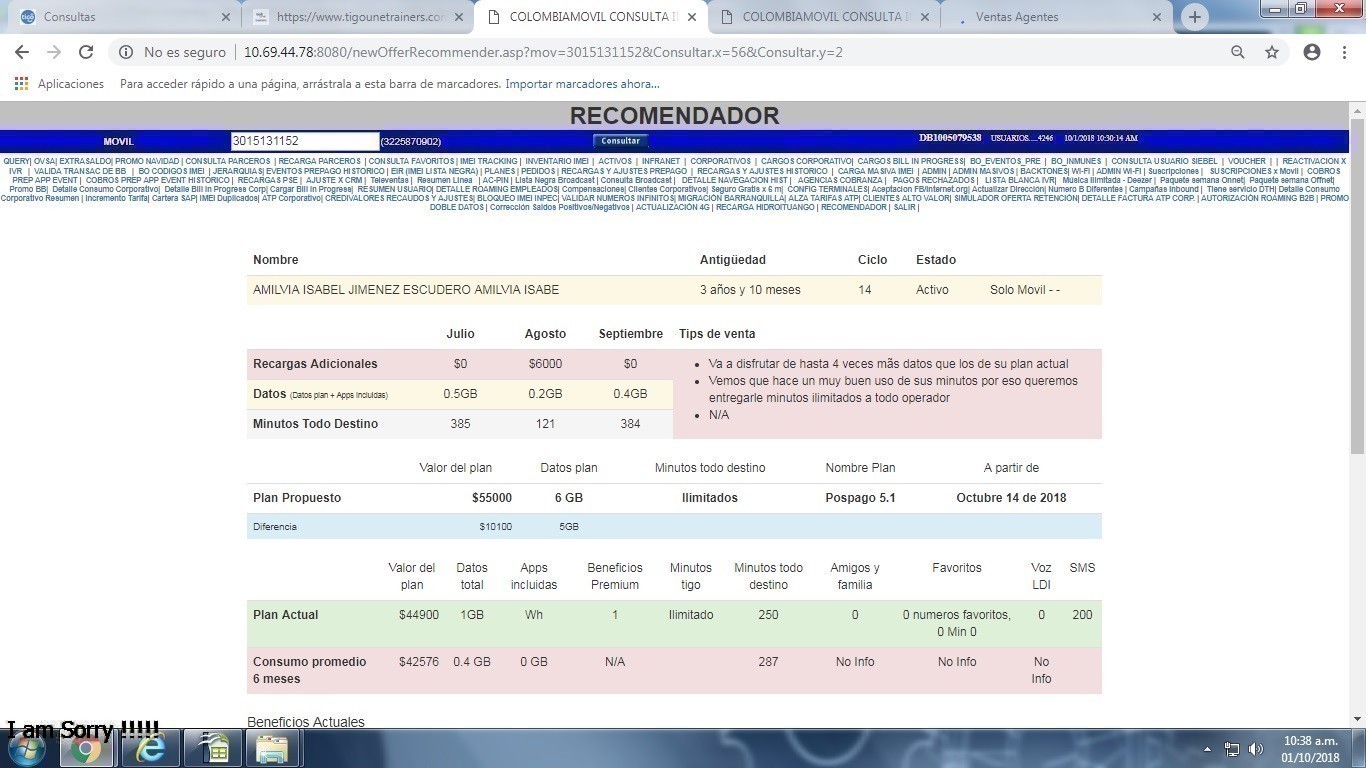 Consultas
https://www.tigounetrainers.con
COLOMBIAMOVIL CONSULTA I
COLOMBIAMOVIL CONSULTA I
Ventas Agentes
No es seguro | 10.69.44.78:8080/newOfferRecommender.asp?mov=3015131152&Consultar.x=56&Consultar.y=2
Aplicaciones Para acceder rápido a una página, arrástrala a esta barra de marcadores. Importar marcadores ahora...
RECOMENDADOR
MOVIL 3015131152 (3225870902) Consultar DB1005079538 USUARIOS....4246 10/1/2018 10:30:14 AM
QUERY| OVSA| EXTRASALDO| PROMO NAVIDAD | CONSULTA PARCEROS | RECARGA PARCEROS | CONSULTA FAVORITOS | IMEI TRACKING | INVENTARIO IMEI | ACTIVOS | INFRANET | CORPORATIVOS | CARGOS CORPORATIVO| CARGOS BILL IN PROGRESS| BO_EVENTOS_PRE | BO_INMUNES | CONSULTA USUARIO SIEBEL | VOUCHER | | REACTIVACION X
IVR | VALIDA TRANSAC DE BB | BO CODIGOS IMEI | JERARQUIAS| EVENTOS PREPAGO HISTORICO | EIR (IMEI LISTA NEGRA) | PLANES | PEDIDOS | RECARGAS Y AJUSTES PREPAGO | RECARGAS Y AJUSTES HISTORICO | CARGA MASIVA IMEI | ADMIN | ADMIN MASIVOS | BACKTONES| WI-FI | ADMIN WI-FI | Suscripciones | SUSCRIPCIONES x Movil | COBROS
PREP APP EVENT | COBROS PREP APP EVENT HISTORICO | RECARGAS PSE | AJUSTE X CRM | Televentas | Resumen Linea | AC-PIN | Lista Negra Broadcast | Consulta Broadcast | DETALLE NAVEGACION HIST | AGENCIAS COBRANZA | PAGOS RECHAZADOS | LISTA BLANCA IVR| Música Ilimitada - Deezer | Paquete semana Onnet| Paquete semana Offnet|
Promo BB| Detalle Consumo Corporativo| Detalle Bill In Progress Corp| Cargar Bill In Progress| RESUMEN USUARIO| DETALLE ROAMING EMPLEADOS| Compensaciones| Clientes Corporativos| Seguro Gratis x 6 m| CONFIG TERMINALES| Aceptacion FB/Internet.org| Actualizar Dirección| Numero B Diferentes | Campañas Inbound | Tiene servicio DTH| Detalle Consumo
Corporativo Resumen | Incremento Tarifa| Cartera SAP| IMEI Duplicados| ATP Corporativo| CREDIVALORES RECAUDOS Y AJUSTES| BLOQUEO IMEI INPEC| VALIDAR NUMEROS INFINITOS| MIGRACIÓN BARRANQUILLA| ALZA TARIFAS ATP| CLIENTES ALTO VALOR| SIMULADOR OFERTA RETENCIÓN| DETALLE FACTURA ATP CORP. | AUTORIZACIÓN ROAMING B2B | PROMO
DOBLE DATOS | Corrección Saldos Positivos/Negativos | ACTUALIZACIÓN 4G | RECARGA HIDROITUANGO | RECOMENDADOR | SALIR |
Nombre Antigüedad Ciclo Estado
AMILVIA ISABEL JIMENEZ ESCUDERO AMILVIA ISABE 3 años y 10 meses 14 Activo Solo Movil - -
Julio Agosto Septiembre Tips de venta
Recargas Adicionales $0 $6000 $0
Datos (Datos plan + Apps incluidas) 0.5GB 0.2GB 0.4GB
Minutos Todo Destino 385 121 384
Va a disfrutar de hasta 4 veces mãs datos que los de su plan actual
Vemos que hace un muy buen uso de sus minutos por eso queremos
entregarle minutos ilimitados a todo operador
N/A
Valor del plan Datos plan Minutos todo destino Nombre Plan A partir de
Plan Propuesto $55000 6 GB Ilimitados Pospago 5.1 Octubre 14 de 2018
Diferencia $10100 5GB
Valor del plan Datos total Apps incluidas Beneficios Premium Minutos tigo Minutos todo destino Amigos y familia Favoritos Voz LDI SMS
Plan Actual $44900 1GB Wh 1 Ilimitado 250 0 0 numeros favoritos, 0 Min 0 0 200
Consumo promedio 6 meses $42576 0.4 GB 0 GB N/A 287 No Info No Info No Info
Beneficios Actuales
I am Sorry !!!!!
10:38 a.m.
01/10/2018